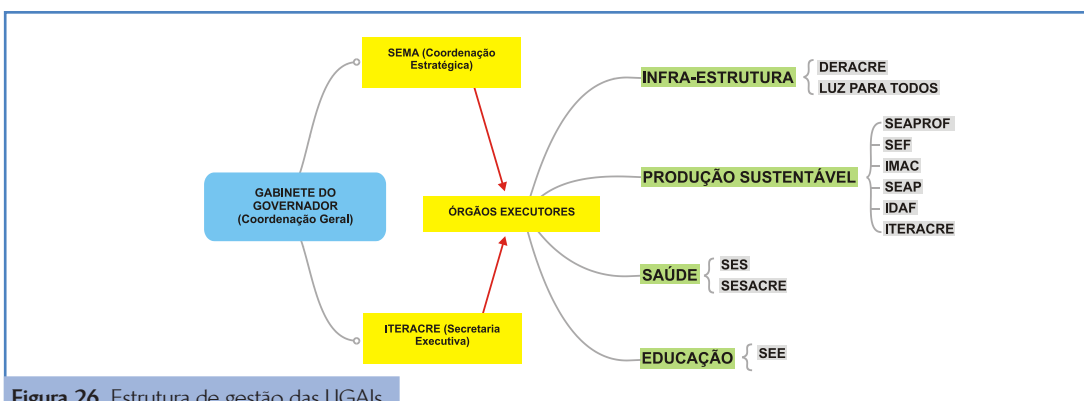 SEMA (Coordenação
Estratégica)
GABINETE DO
GOVERNADOR
(Coordenação Geral)
ITERACRE (Secretaria
Executiva)
ÓRGÃOS EXECUTORES
INFRA-ESTRUTURA
DERACRE
LUZ PARA TODOS
PRODUÇÃO SUSTENTÁVEL
SEAPROF
SEF
IMAC
SEAP
IDAF
ITERACRE
SAÚDE
SES
SESACRE
EDUCAÇÃO
SEE
Figura 26. Estrutura de gestão das UGAIs